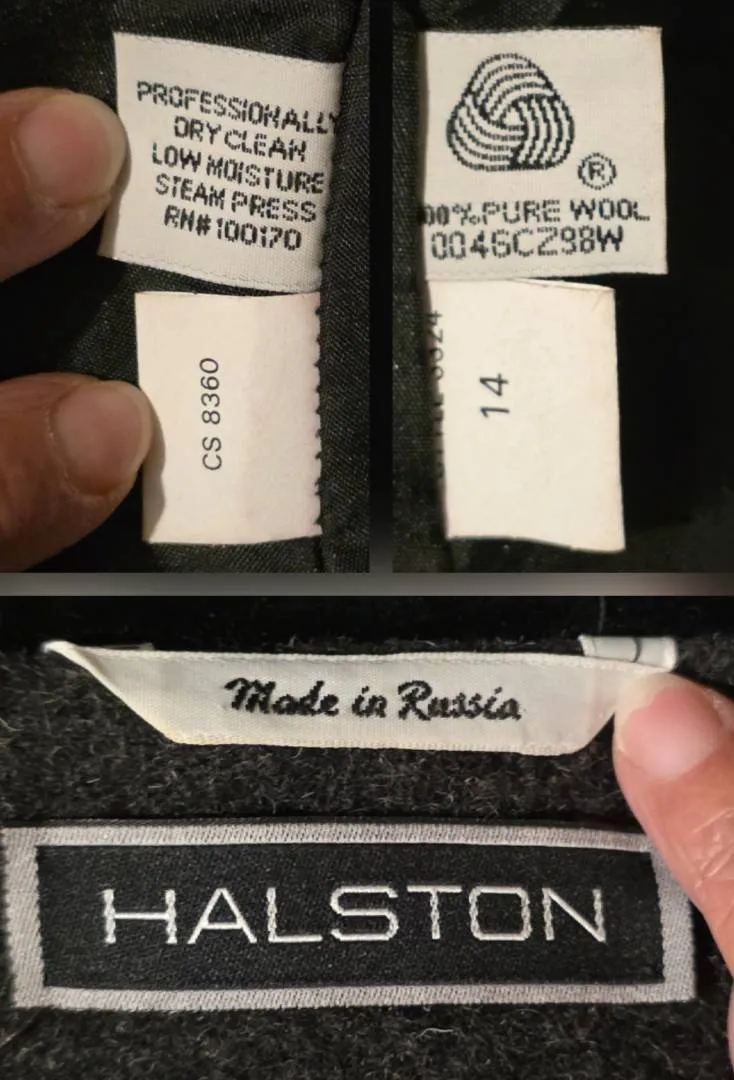 PROFESSIONALLY
DRY CLEAN
LOW MOISTURE
STEAM PRESS
RN#100170
CS 8360
®
00%PURE WOOL
0046CZ98W
14
Made in Russia
HALSTON